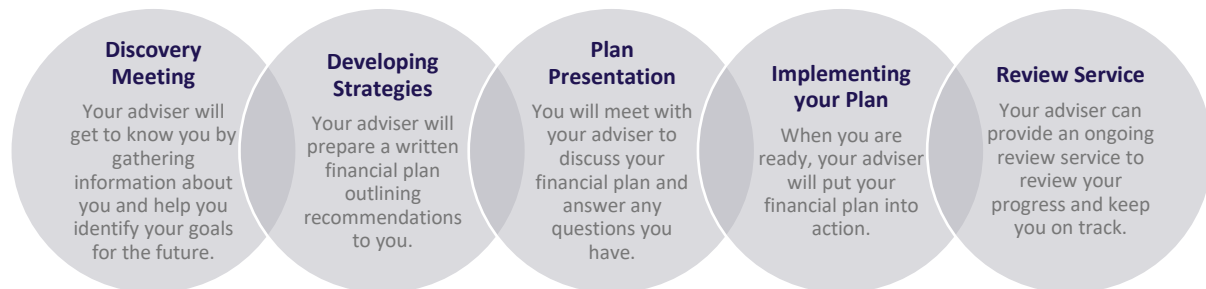 Discovery
Meeting
Your adviser will
get to know you by
gathering
information about
you and help you
identify your goals
for the future.
Developing
Strategies
Your adviser will
prepare a written
financial plan
outlining
recommendations
to you.
Plan
Presentation
You will meet with
your adviser to
discuss your
financial plan and
answer any
questions you
have.
Implementing
your Plan
When you are
ready, your adviser
will put your
financial plan into
action.
Review Service
Your adviser can
provide an ongoing
review service to
review your
progress and keep
you on track.